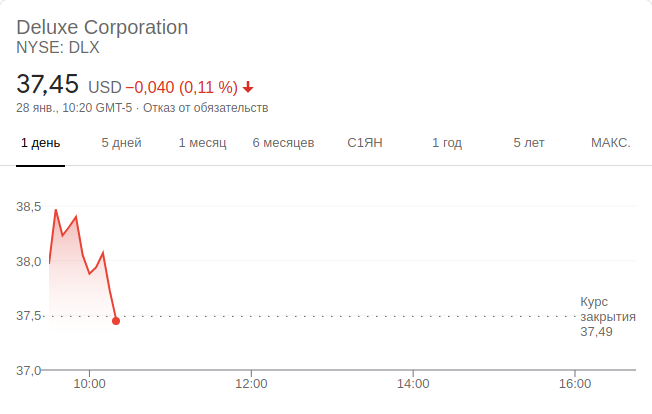 Deluxe Corporation
NYSE: DLX
37,45 USD −0,040 (0,11 %)
28 янв., 10:20 GMT-5 · Отказ от обязательств
1 день 5 дней 1 месяц 6 месяцев С1ЯН 1 год 5 лет МАКС.
38,5
38,0
37,5
Курс
закрытия
37,49
37,0
10:00 12:00 14:00 16:00